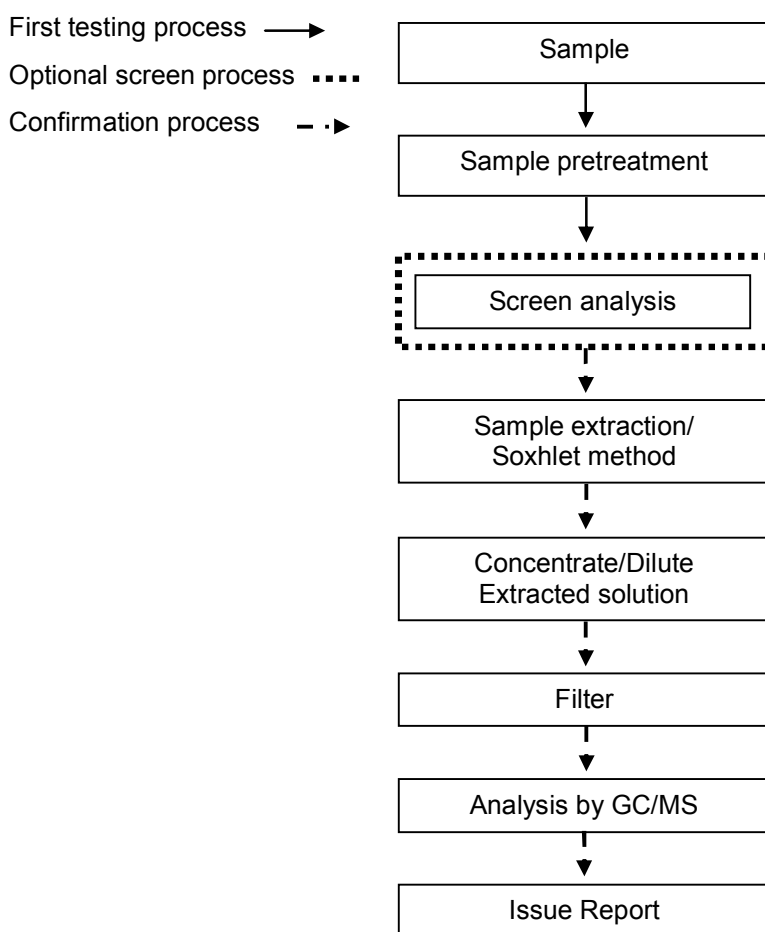 First testing process
Optional screen process
Confirmation process
Sample
Sample pretreatment
Screen analysis
Sample extraction/
Soxhlet method
Concentrate/Dilute
Extracted solution
Filter
Analysis by GC/MS
Issue Report